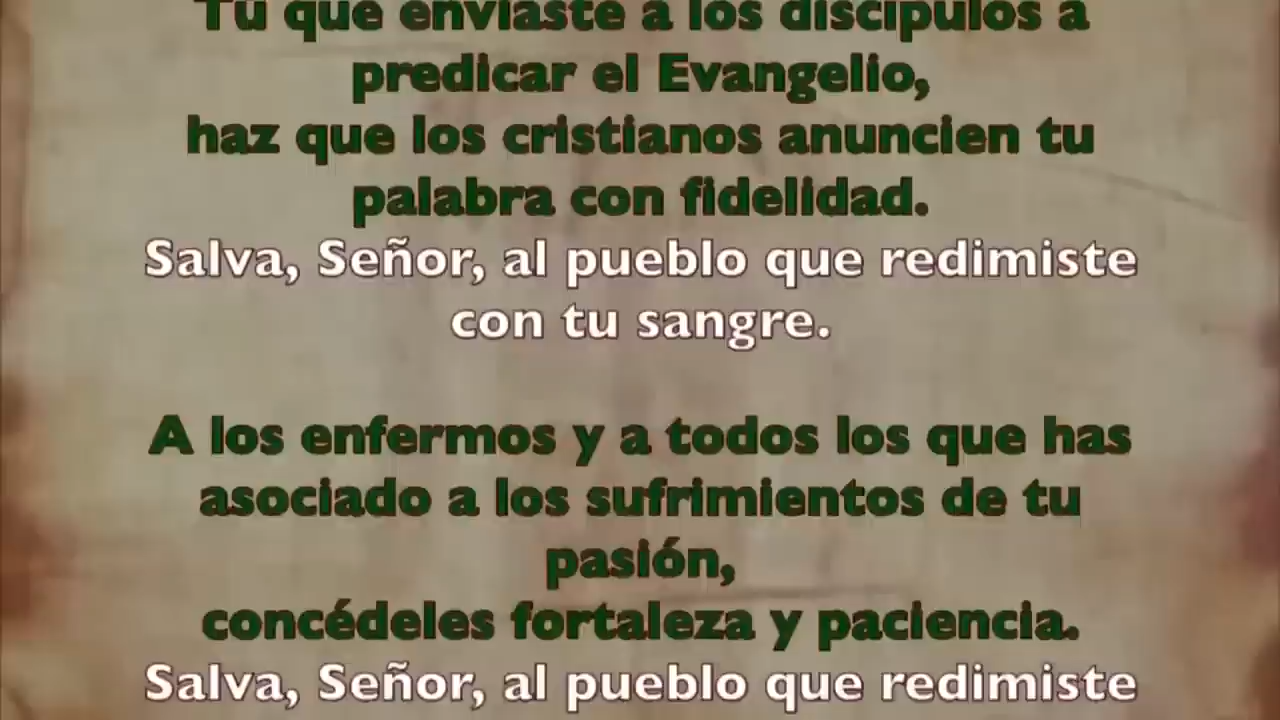 Tú que enviaste a los discípulos a
predicar el Evangelio,
haz que los cristianos anuncien tu
palabra con fidelidad.
Salva, Señor, al pueblo que redimiste
con tu sangre.
A los enfermos y a todos los que has
asociado a los sufrimientos de tu
pasión,
concédeles fortaleza y paciencia.
Salva, Señor, al pueblo que redimiste